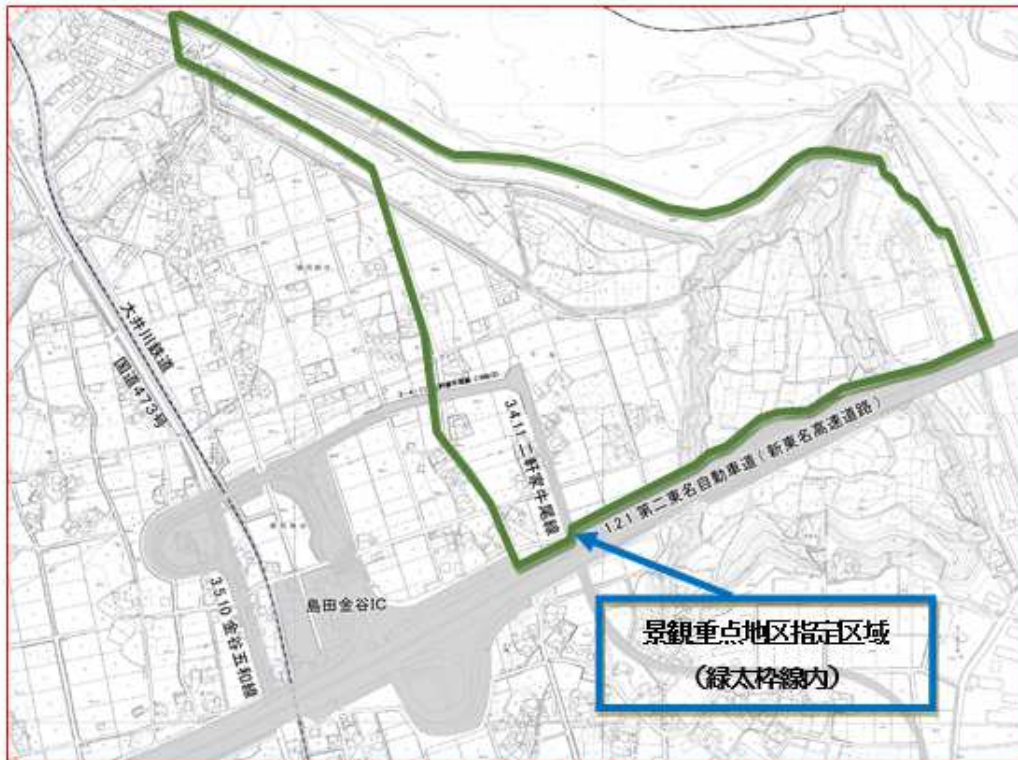 大井川鉄道
国道473号
3.4.11 二軒家牛尾線
1.2.1 第二東名自動車道(新東名高速道路)
島田金谷IC
3.5.10 金谷五和線
景観重点地区指定区域
(緑太枠線内)